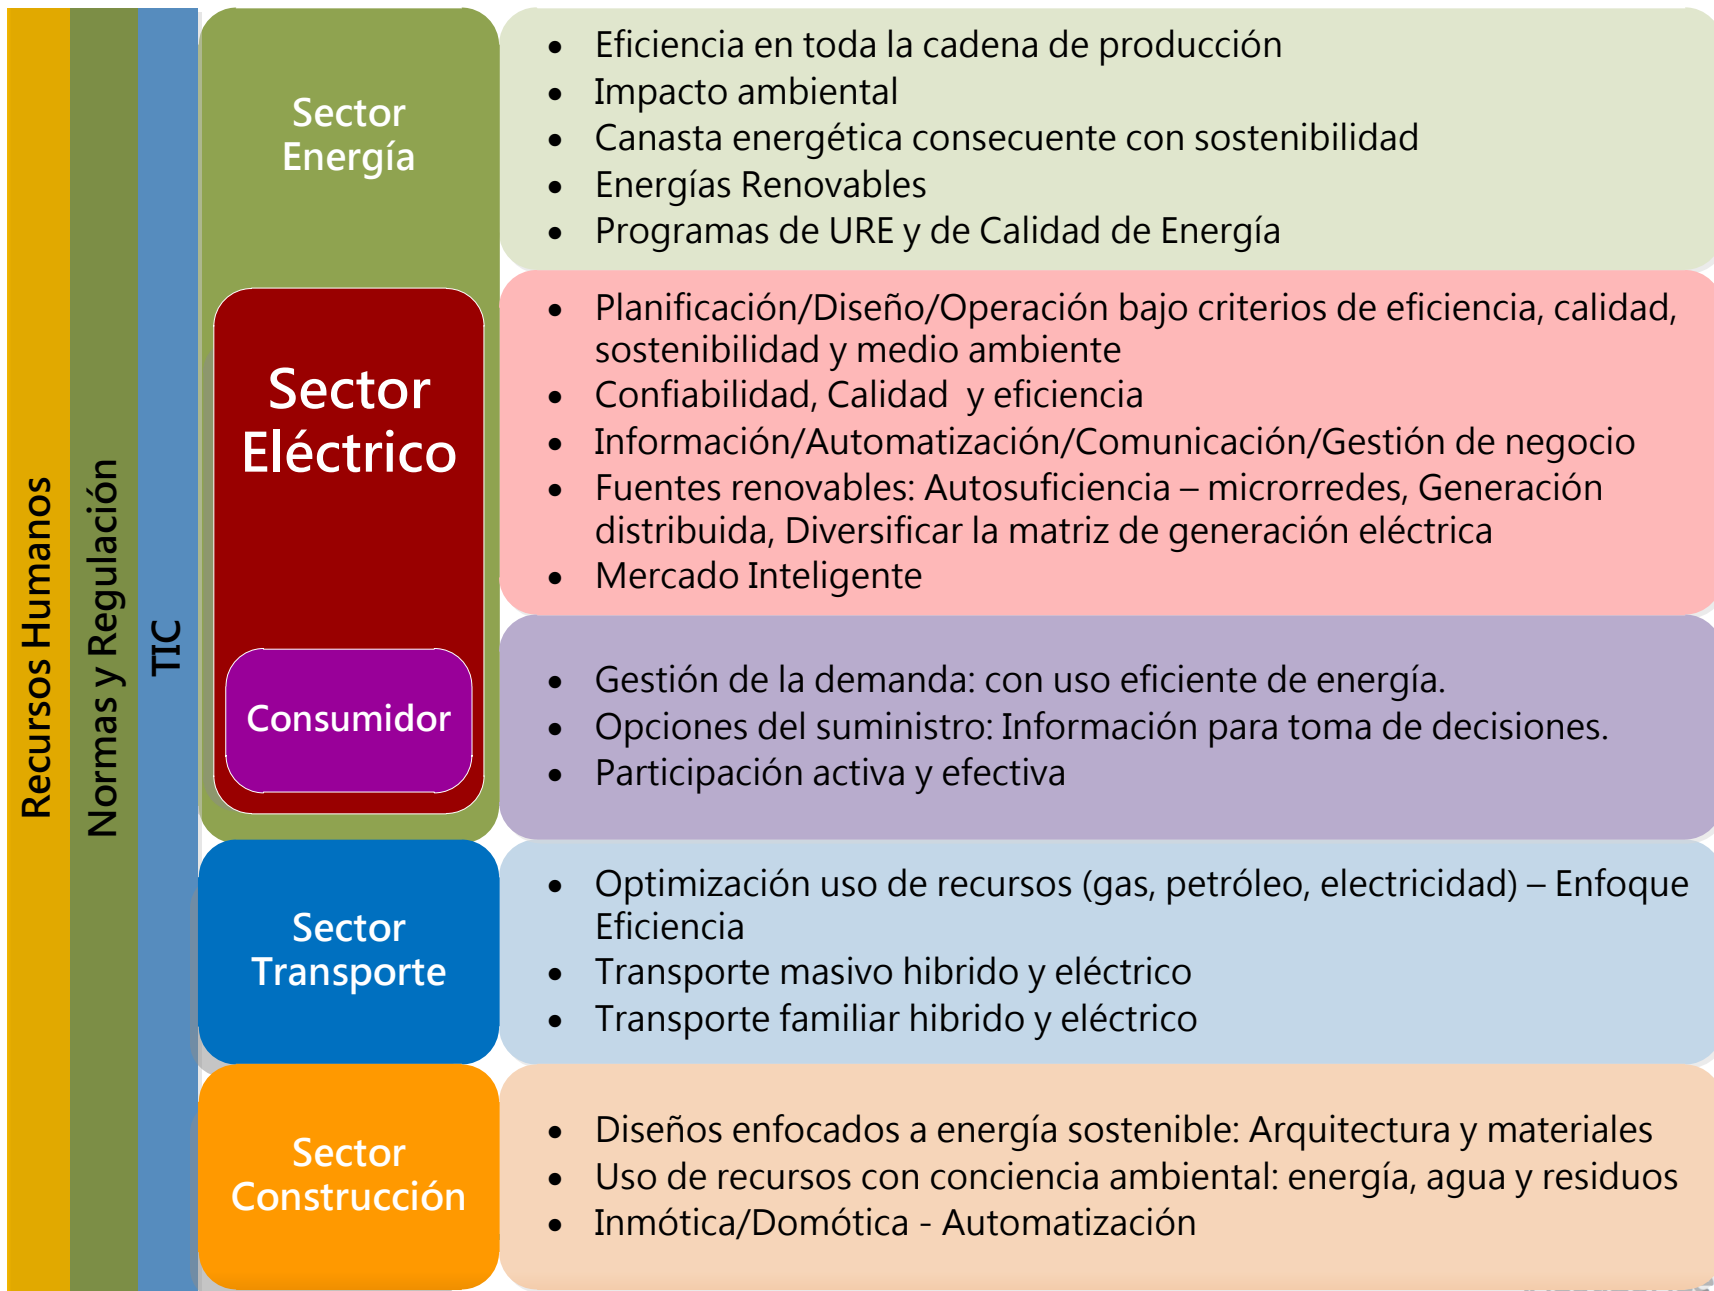 Recursos Humanos
Normas y Regulación
TIC
Sector
Energía
• Eficiencia en toda la cadena de producción
• Impacto ambiental
• Canasta energética consecuente con sostenibilidad
• Energías Renovables
• Programas de URE y de Calidad de Energía
Sector
Eléctrico
• Planificación/Diseño/Operación bajo criterios de eficiencia, calidad,
sostenibilidad y medio ambiente
• Confiabilidad, Calidad y eficiencia
• Información/Automatización/Comunicación/Gestión de negocio
• Fuentes renovables: Autosuficiencia – microrredes, Generación
distribuida, Diversificar la matriz de generación eléctrica
• Mercado Inteligente
Consumidor
• Gestión de la demanda: con uso eficiente de energía.
• Opciones del suministro: Información para toma de decisiones.
• Participación activa y efectiva
Sector
Transporte
• Optimización uso de recursos (gas, petróleo, electricidad) – Enfoque
Eficiencia
• Transporte masivo hibrido y eléctrico
• Transporte familiar hibrido y eléctrico
Sector
Construcción
• Diseños enfocados a energía sostenible: Arquitectura y materiales
• Uso de recursos con conciencia ambiental: energía, agua y residuos
• Inmótica/Domótica - Automatización